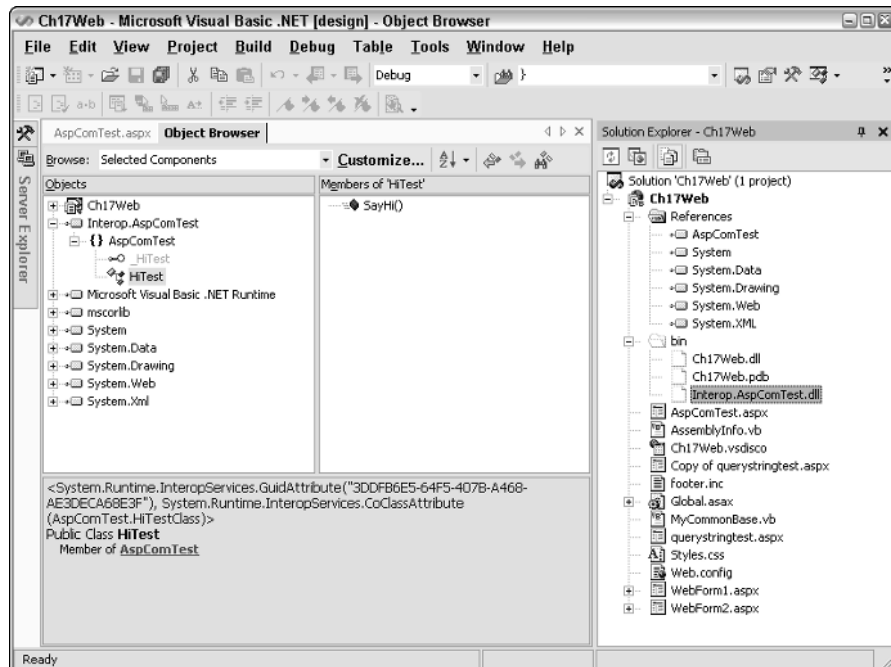 Ch17Web - Microsoft Visual Basic .NET [design] - Object Browser
File Edit View Project Build Debug Table Tools Window Help
Debug }
a-b
AspComTest.aspx Object Browser
Browse: Selected Components Customize...
Objects
Ch17Web
Interop.AspComTest
{} AspComTest
_HiTest
HiTest
Microsoft Visual Basic .NET Runtime
mscorlib
System
System.Data
System.Drawing
System.Web
System.Xml
Members of 'HiTest'
SayHi()
<System.Runtime.InteropServices.GuidAttribute("3DDFB6E5-64F5-407B-A468-
AE3DECA68E3F"), System.Runtime.InteropServices.CoClassAttribute
(AspComTest.HiTestClass)>
Public Class HiTest
Member of AspComTest
Server Explorer
Solution Explorer - Ch17Web
Solution 'Ch17Web' (1 project)
Ch17Web
References
AspComTest
System
System.Data
System.Drawing
System.Web
System.XML
bin
Ch17Web.dll
Ch17Web.pdb
Interop.AspComTest.dll
AspComTest.aspx
AssemblyInfo.vb
Ch17Web.vsdisco
Copy of querystringtest.aspx
footer.inc
Global.asax
MyCommonBase.vb
querystringtest.aspx
Styles.css
Web.config
WebForm1.aspx
WebForm2.aspx
Ready